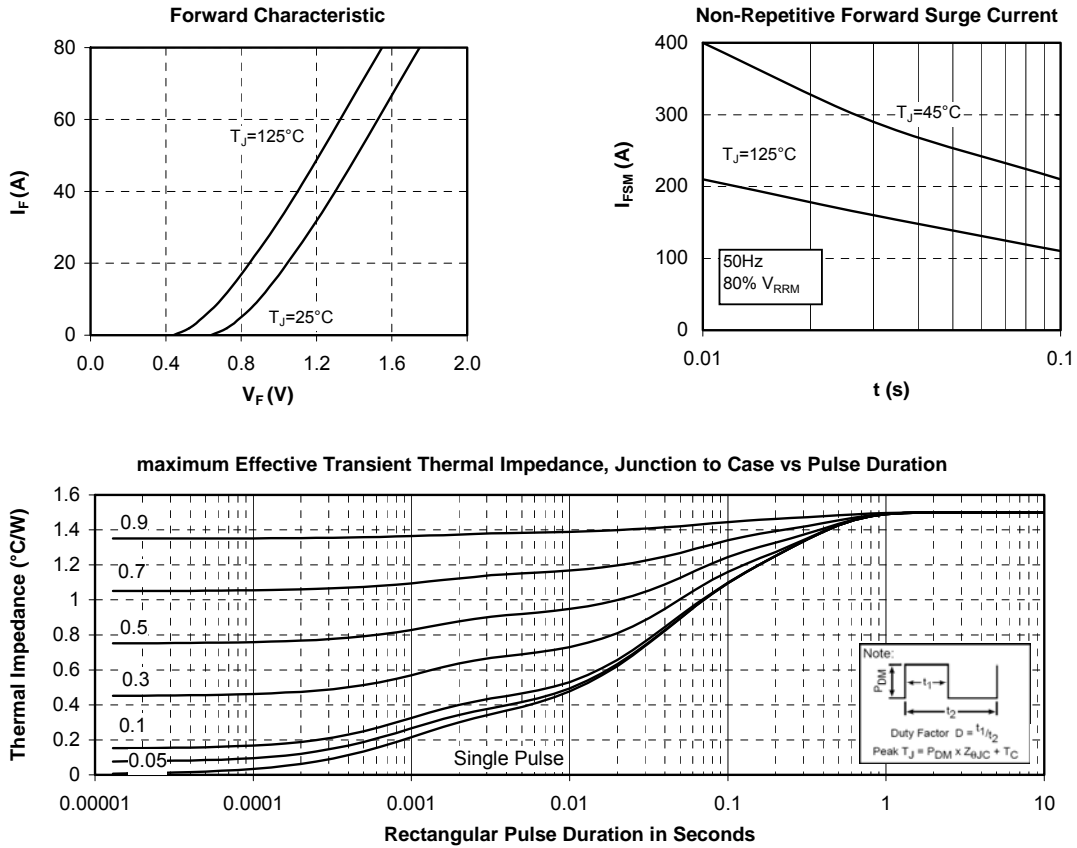 Forward Characteristic
80
60
40
20
0
I_F (A)
T_J=125°C
T_J=25°C
0.0 0.4 0.8 1.2 1.6 2.0
V_F (V)
Non-Repetitive Forward Surge Current
400
300
200
100
0
I_FSM (A)
T_J=45°C
T_J=125°C
50Hz
80% V_RRM
0.01 0.1
t (s)
maximum Effective Transient Thermal Impedance, Junction to Case vs Pulse Duration
1.6
1.4
1.2
1
0.8
0.6
0.4
0.2
0
Thermal Impedance (°C/W)
0.9
0.7
0.5
0.3
0.1
0.05
Single Pulse
Note:
P_DM
t_1
t_2
Duty Factor D = t_1/t_2
Peak T_J = P_DM x Z_θJC + T_C
0.00001 0.0001 0.001 0.01 0.1 1 10
Rectangular Pulse Duration in Seconds